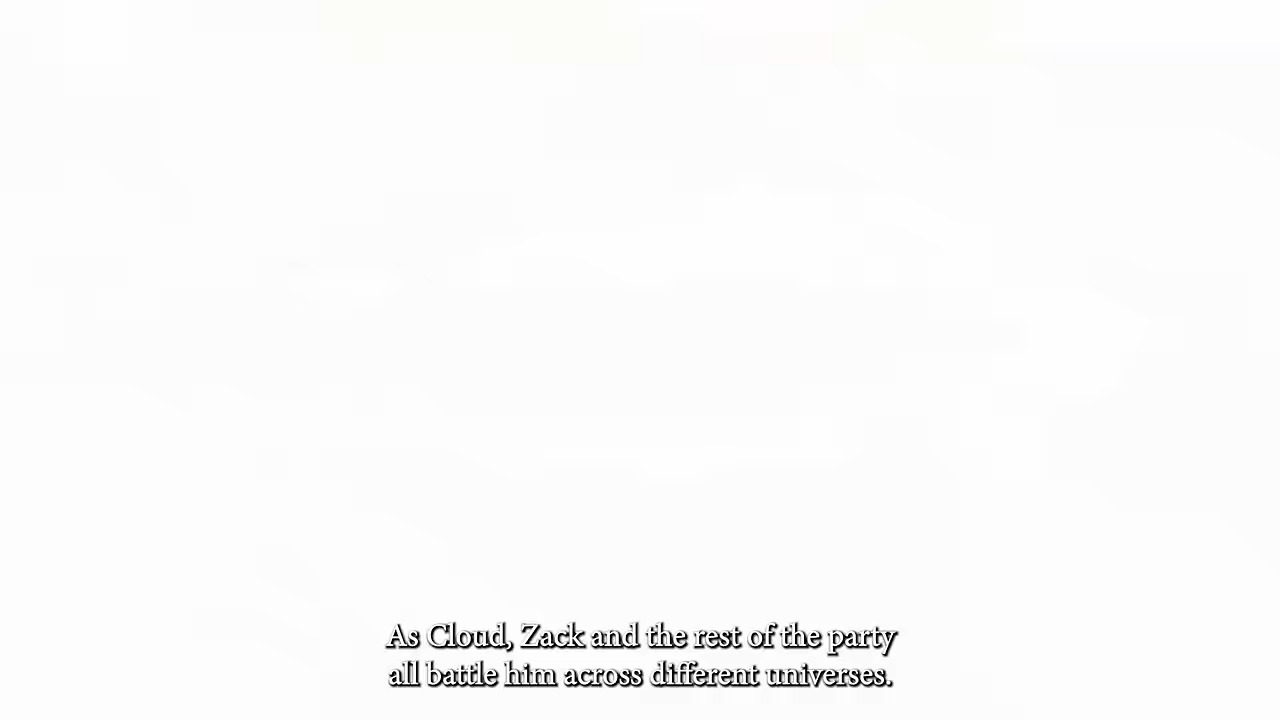 As Cloud, Zack and the rest of the party
all battle him across different universes.